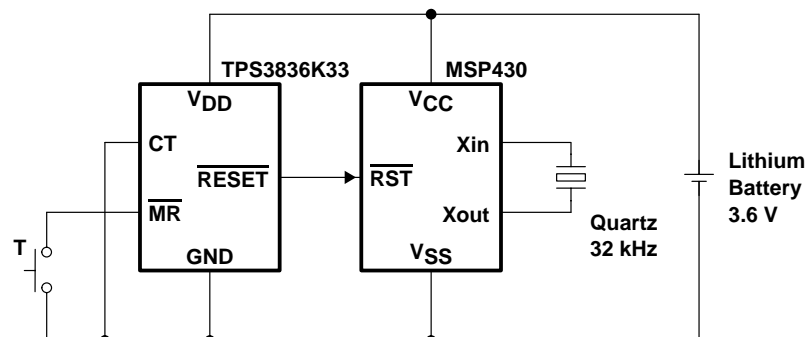 TPS3836K33
MSP430
VDD
CT
RESET
MR
GND
T
VCC
Xin
RST
Xout
VSS
Quartz
32 kHz
Lithium
Battery
3.6 V